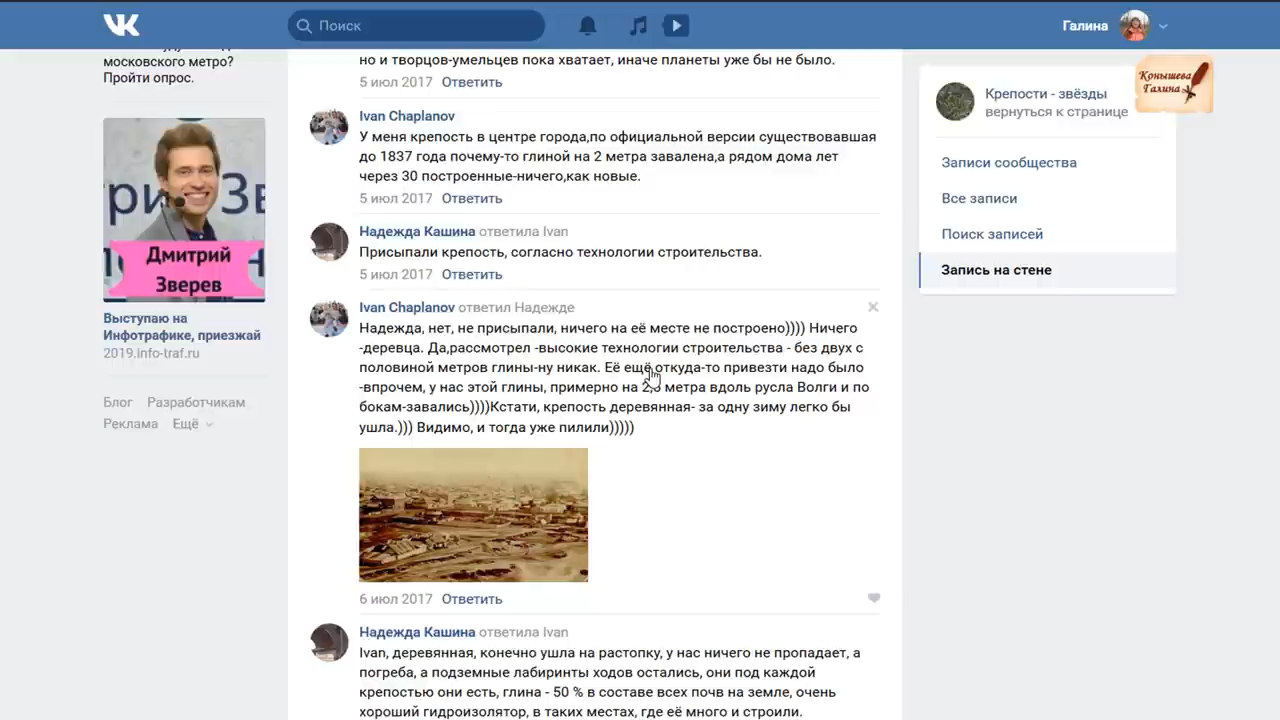 Поиск
Галина
московского метро?
Пройти опрос.
Дмитрий
Зверев
Выступаю на
Инфотрафике, приезжай
2019.info-traf.ru
Блог Разработчикам
Реклама Ещё
но и творцов-умельцев пока хватает, иначе планеты уже бы не было.
5 июл 2017 Ответить
Ivan Chaplanov
У меня крепость в центре города,по официальной версии существовавшая
до 1837 года почему-то глиной на 2 метра завалена,а рядом дома лет
через 30 построенные-ничего,как новые.
5 июл 2017 Ответить
Надежда Кашина ответила Ivan
Присыпали крепость, согласно технологии строительства.
5 июл 2017 Ответить
Ivan Chaplanov ответил Надежде
Надежда, нет, не присыпали, ничего на её месте не построено)))) Ничего
-деревца. Да,рассмотрел -высокие технологии строительства - без двух с
половиной метров глины-ну никак. Её ещё откуда-то привезти надо было
-впрочем, у нас этой глины, примерно на 2,5 метра вдоль русла Волги и по
бокам-завались))))Кстати, крепость деревянная- за одну зиму легко бы
ушла.))) Видимо, и тогда уже пилили)))))
6 июл 2017 Ответить
Надежда Кашина ответила Ivan
Ivan, деревянная, конечно ушла на растопку, у нас ничего не пропадает, а
погреба, а подземные лабиринты ходов остались, они под каждой
крепостью они есть, глина - 50 % в составе всех почв на земле, очень
хороший гидроизолятор, в таких местах, где её много и строили.
Крепости - звёзды
вернуться к странице
Конышева
Галина
Записи сообщества
Все записи
Поиск записей
Запись на стене